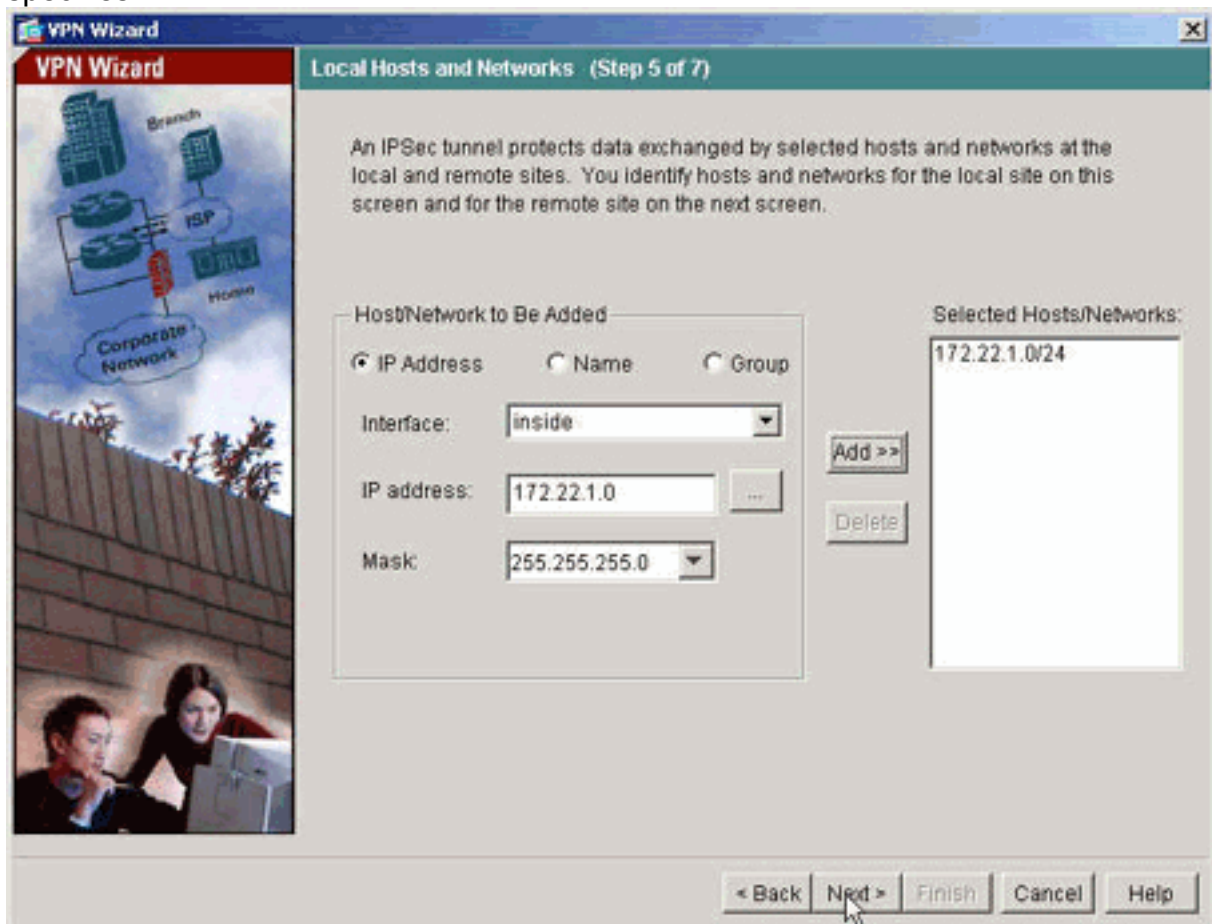 VPN Wizard
VPN Wizard
Local Hosts and Networks (Step 5 of 7)
Branch
ISP
Home
Corporate
Network
An IPSec tunnel protects data exchanged by selected hosts and networks at the
local and remote sites. You identify hosts and networks for the local site on this
screen and for the remote site on the next screen.
Host/Network to Be Added
IP Address Name Group
Interface: inside
IP address: 172.22.1.0 ...
Mask: 255.255.255.0
Add >>
Delete
Selected Hosts/Networks:
172.22.1.0/24
< Back Next > Finish Cancel Help